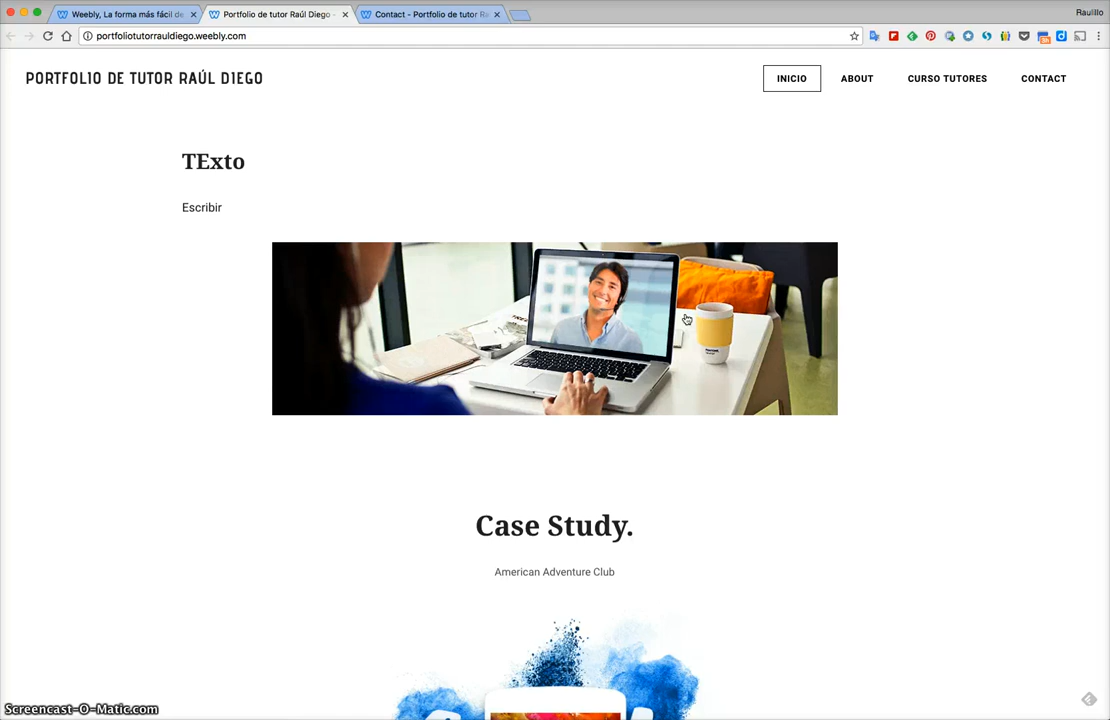 Weebly, La forma más fácil de
Portfolio de tutor Raúl Diego -
Contact - Portfolio de tutor Ra
Raulillo
portfoliotutorrauldiego.weebly.com
PORTFOLIO DE TUTOR RAÚL DIEGO
INICIO
ABOUT
CURSO TUTORES
CONTACT
TExto
Escribir
Case Study.
American Adventure Club
Screencast-O-Matic.com